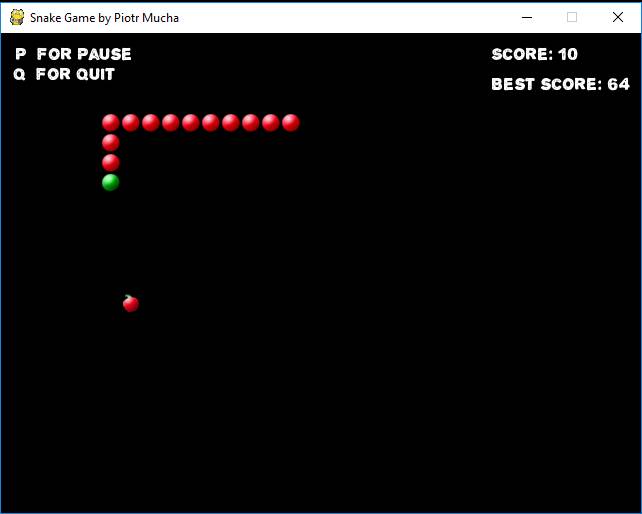 Snake Game by Piotr Mucha
P FOR PAUSE
Q FOR QUIT
SCORE: 10
BEST SCORE: 64